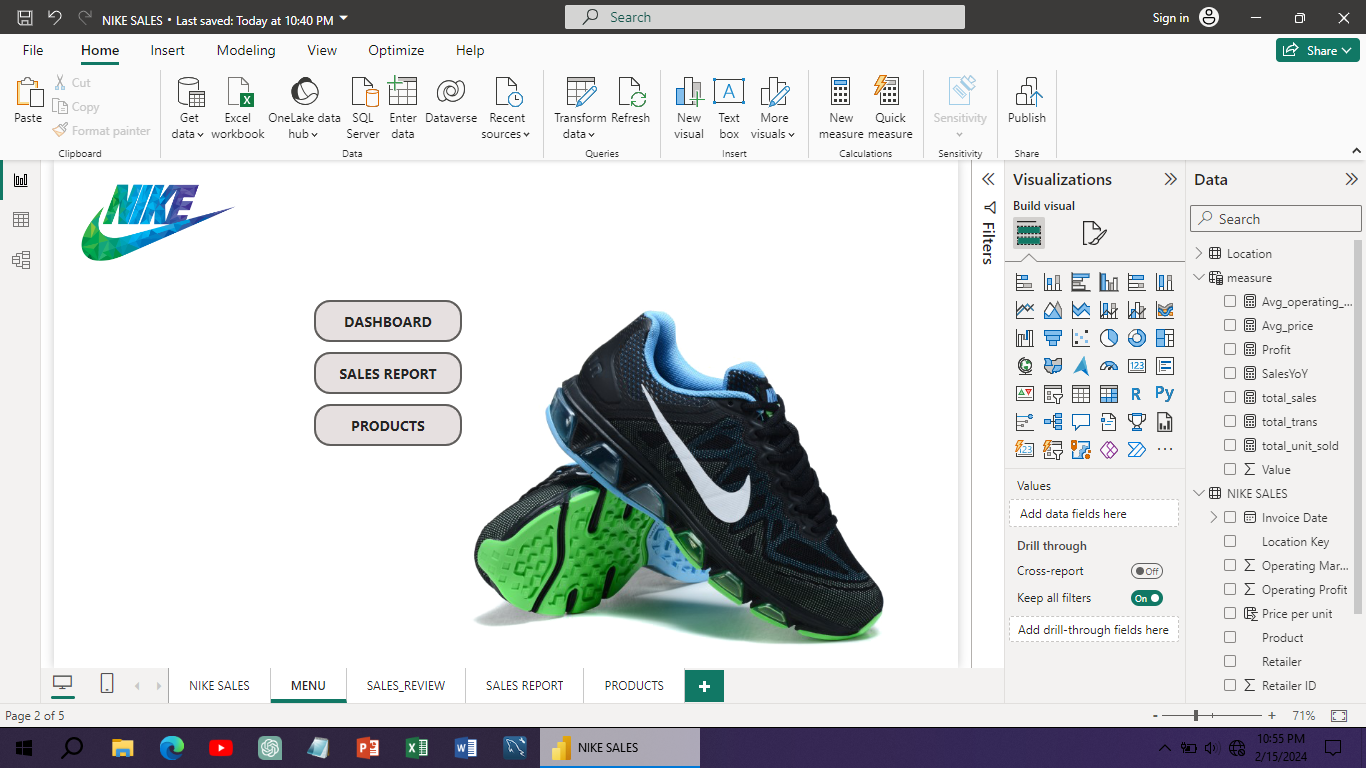 NIKE SALES • Last saved: Today at 10:40 PM
Search
Sign in
File
Home
Insert
Modeling
View
Optimize
Help
Share
Paste
Cut
Copy
Format painter
Clipboard
Get data
Excel workbook
OneLake data hub
SQL Server
Enter data
Dataverse
Recent sources
Data
Transform data
Refresh
Queries
New visual
Text box
More visuals
Insert
New measure
Quick measure
Calculations
Sensitivity
Sensitivity
Publish
Share
NIKE
DASHBOARD
SALES REPORT
PRODUCTS
Filters
Visualizations
Build visual
123
R
Py
123
Values
Add data fields here
Drill through
Cross-report
Off
Keep all filters
On
Add drill-through fields here
Data
Search
Location
measure
Avg_operating_...
Avg_price
Profit
SalesYoY
total_sales
total_trans
total_unit_sold
Value
NIKE SALES
Invoice Date
Location Key
Operating Mar...
Operating Profit
Price per unit
Product
Retailer
Retailer ID
NIKE SALES
MENU
SALES_REVIEW
SALES REPORT
PRODUCTS
Page 2 of 5
71%
NIKE SALES
10:55 PM
2/15/2024